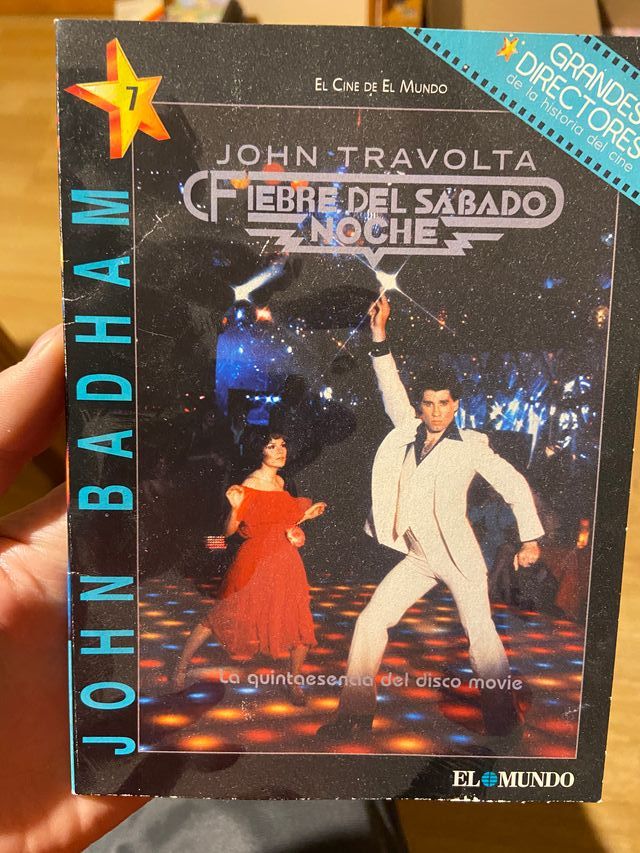 7
EL CINE DE EL MUNDO
GRANDES
DIRECTORES
de la historia del cine
JOHN TRAVOLTA
FIEBRE DEL SÁBADO
NOCHE
JOHN BADHAM
La quintaesencia del disco movie
EL MUNDO